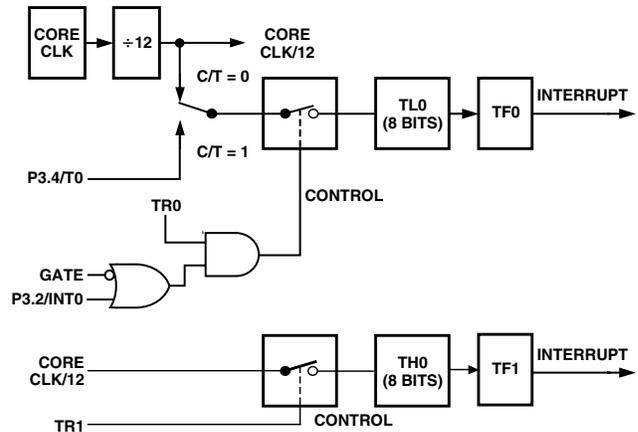 CORE
CLK
÷12
CORE
CLK/12
C/T = 0
C/T = 1
TL0
(8 BITS)
TF0
INTERRUPT
P3.4/T0
CONTROL
TR0
GATE
P3.2/INT0
CORE
CLK/12
TH0
(8 BITS)
TF1
INTERRUPT
TR1
CONTROL